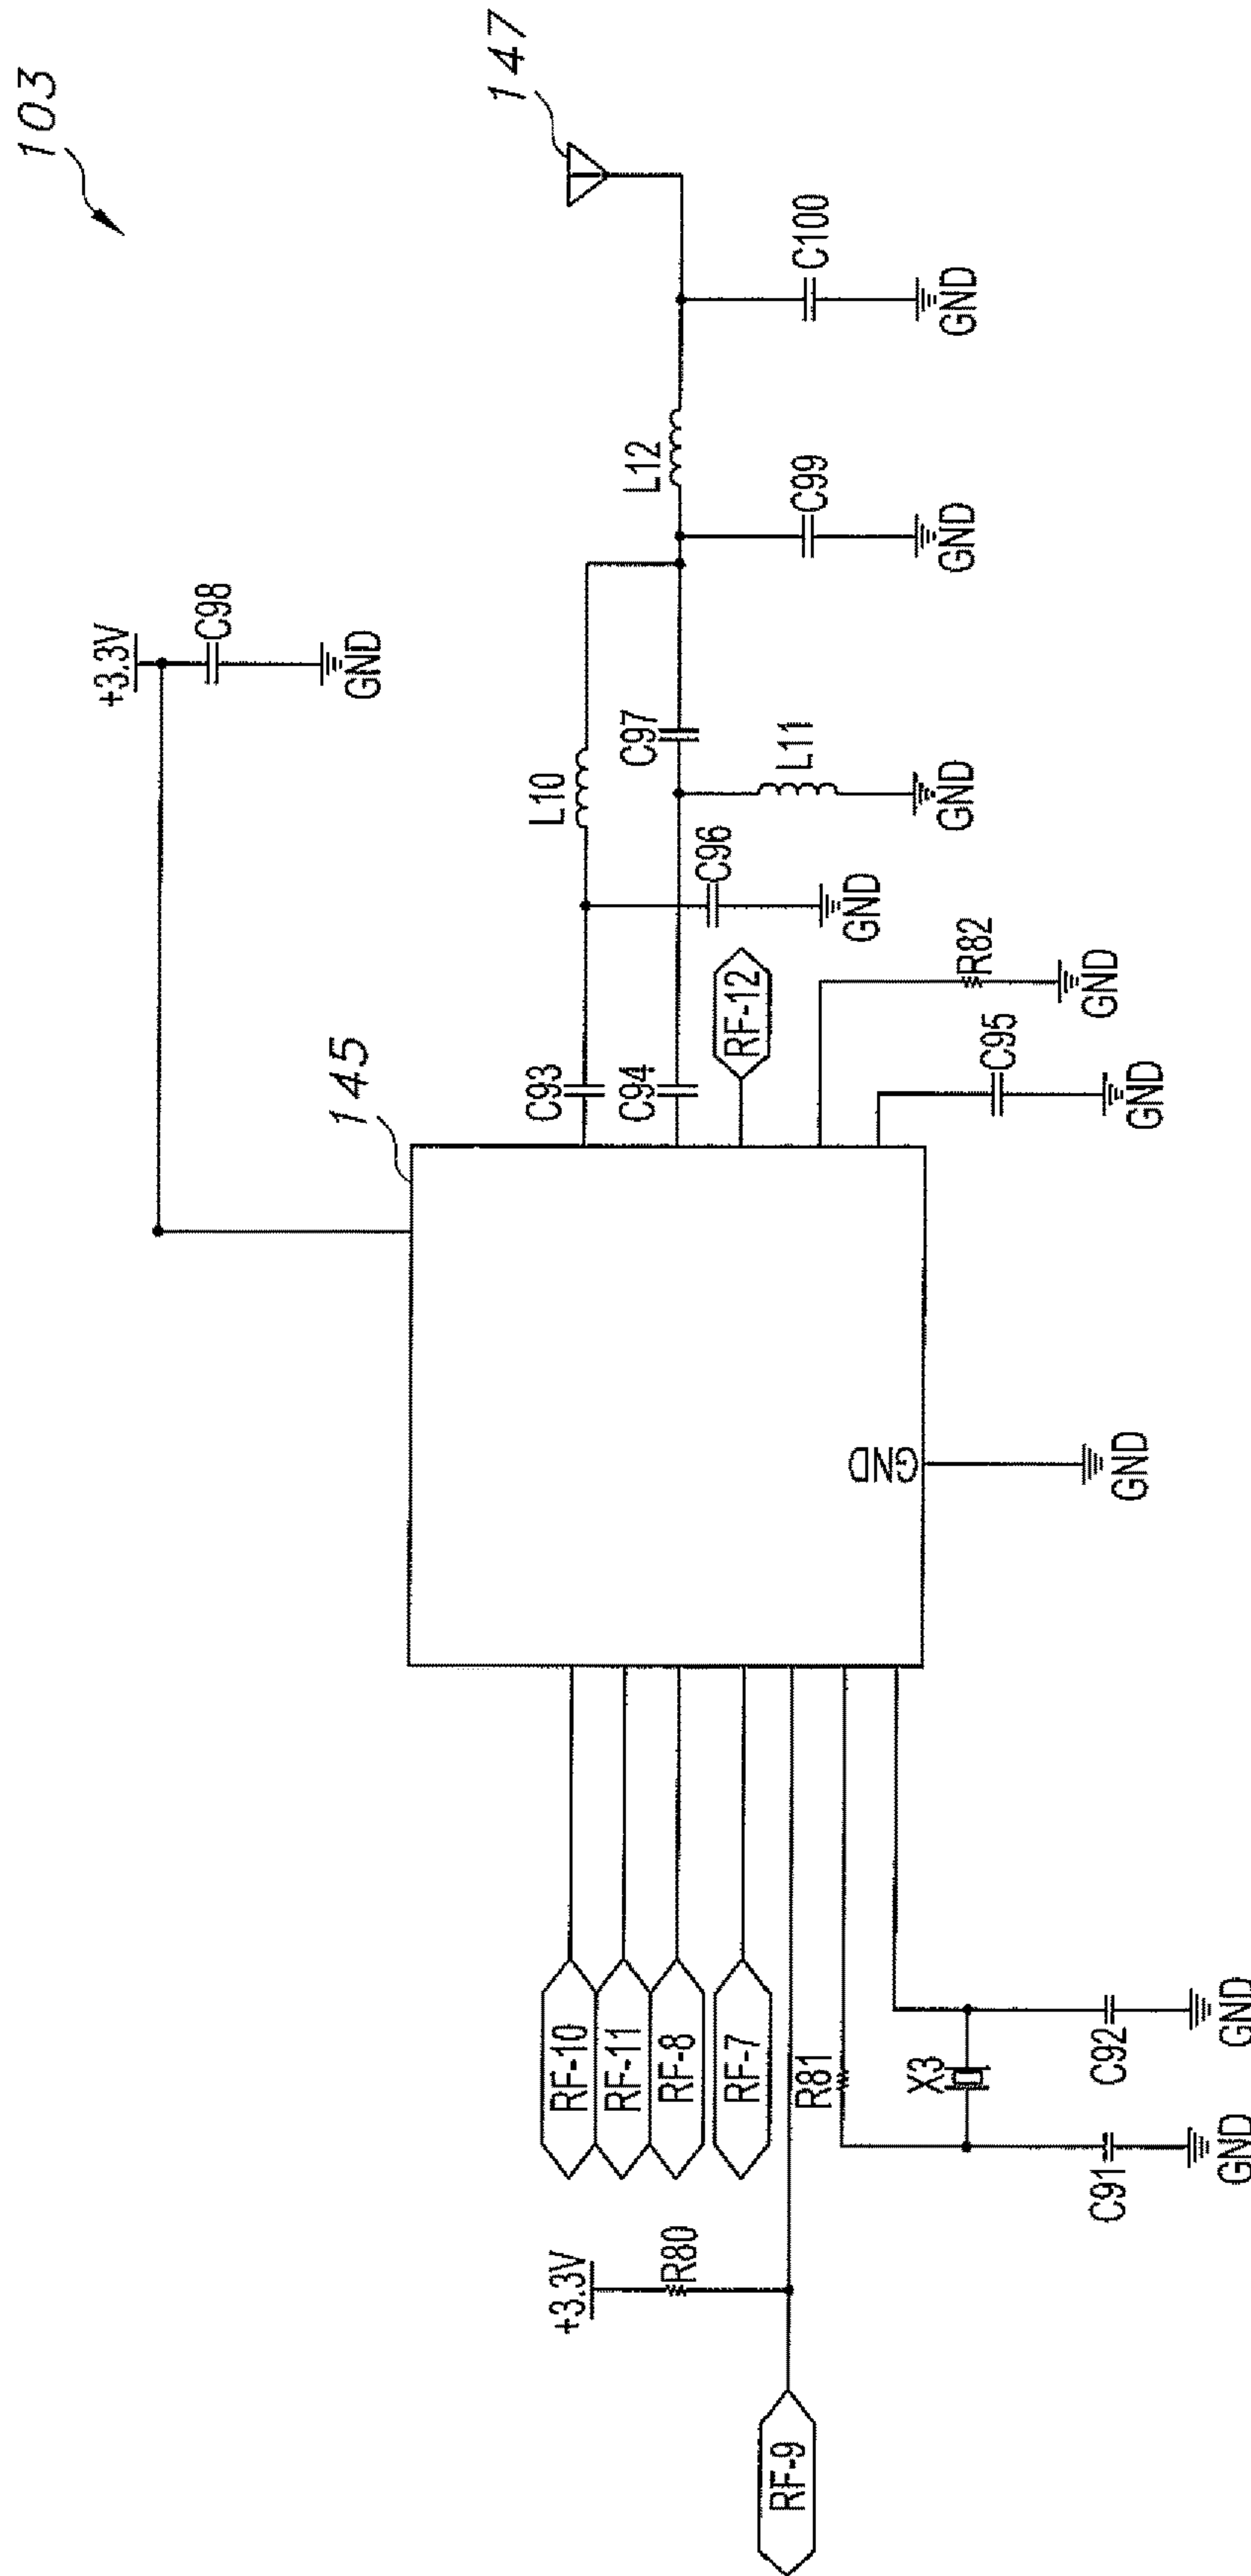 103
147
+3.3V
C98
GND
145
L10
L12
C93
C97
C94
C96
GND
L11
GND
C99
GND
C100
GND
RF-12
R82
GND
C95
GND
GND
GND
RF-10
RF-11
RF-8
RF-7
+3.3V
R80
RF-9
R81
X3
C91
GND
C92
GND